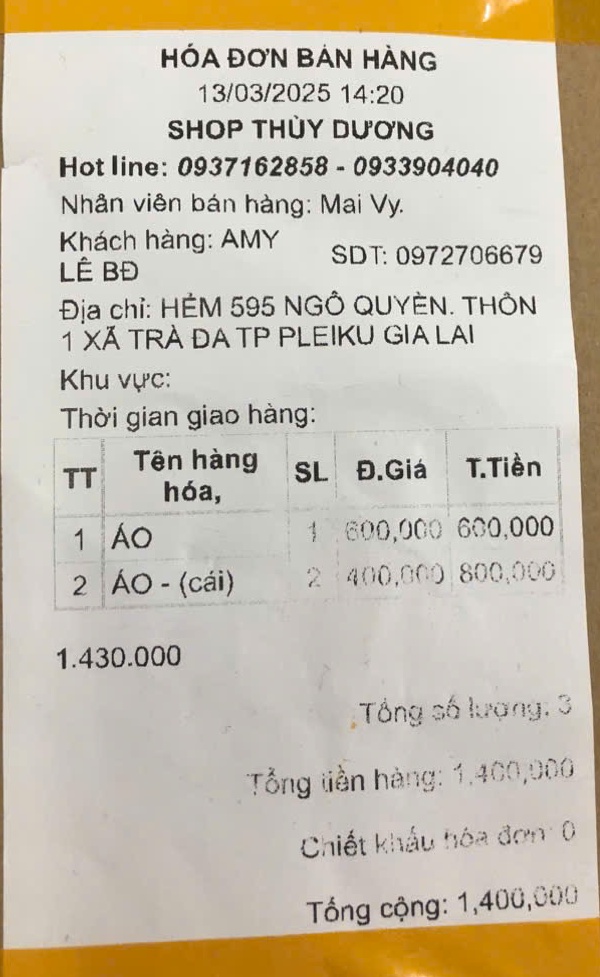 HÓA ĐƠN BÁN HÀNG
13/03/2025 14:20
SHOP THÙY DƯƠNG
Hot line: 0937162858 - 0933904040
Nhân viên bán hàng: Mai Vy.
Khách hàng: AMY LÊ BĐ
SDT: 0972706679
Địa chỉ: HẺM 595 NGÔ QUYỀN. THÔN
1 XÃ TRÀ ĐA TP PLEIKU GIA LAI
Khu vực:
Thời gian giao hàng:
TT Tên hàng hóa, SL Đ.Giá T.Tiền
1 ÁO 1 600,000 600,000
2 ÁO - (cái) 2 400,000 800,000
1.430.000
Tổng số lượng: 3
Tổng tiền hàng: 1,400,000
Chiết khấu hóa đơn: 0
Tổng cộng: 1,400,000